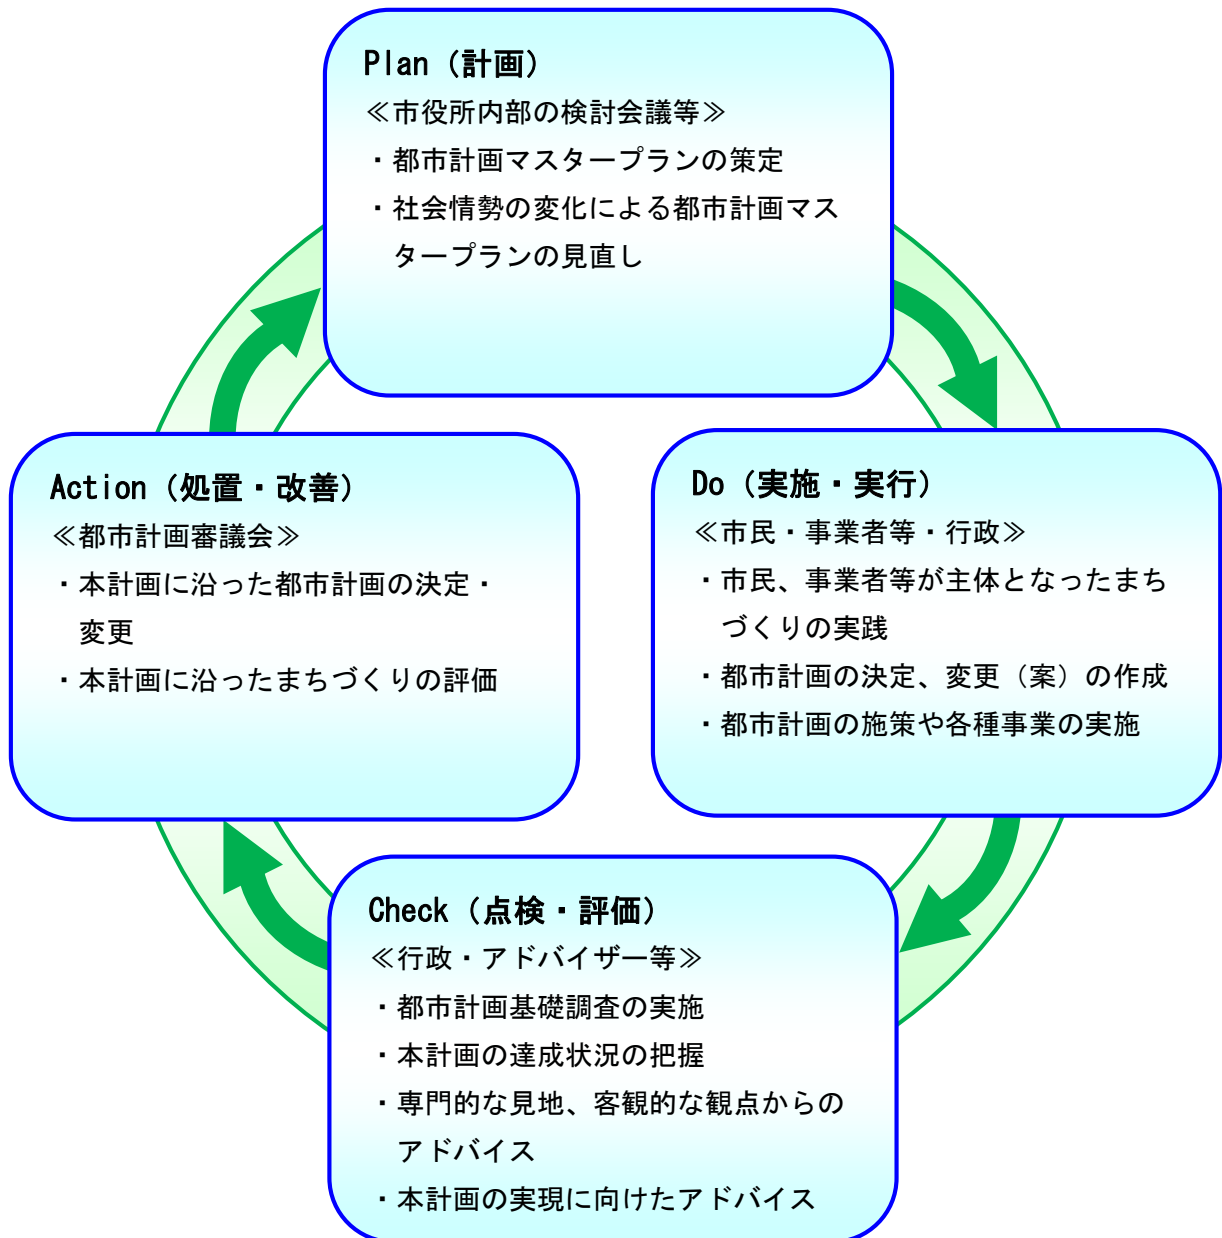 Plan（計画）
≪市役所内部の検討会議等≫
・都市計画マスタープランの策定
・社会情勢の変化による都市計画マス
タープランの見直し
Do（実施・実行）
≪市民・事業者等・行政≫
・市民、事業者等が主体となったまち
づくりの実践
・都市計画の決定、変更（案）の作成
・都市計画の施策や各種事業の実施
Check（点検・評価）
≪行政・アドバイザー等≫
・都市計画基礎調査の実施
・本計画の達成状況の把握
・専門的な見地、客観的な観点からの
アドバイス
・本計画の実現に向けたアドバイス
Action（処置・改善）
≪都市計画審議会≫
・本計画に沿った都市計画の決定・
変更
・本計画に沿ったまちづくりの評価